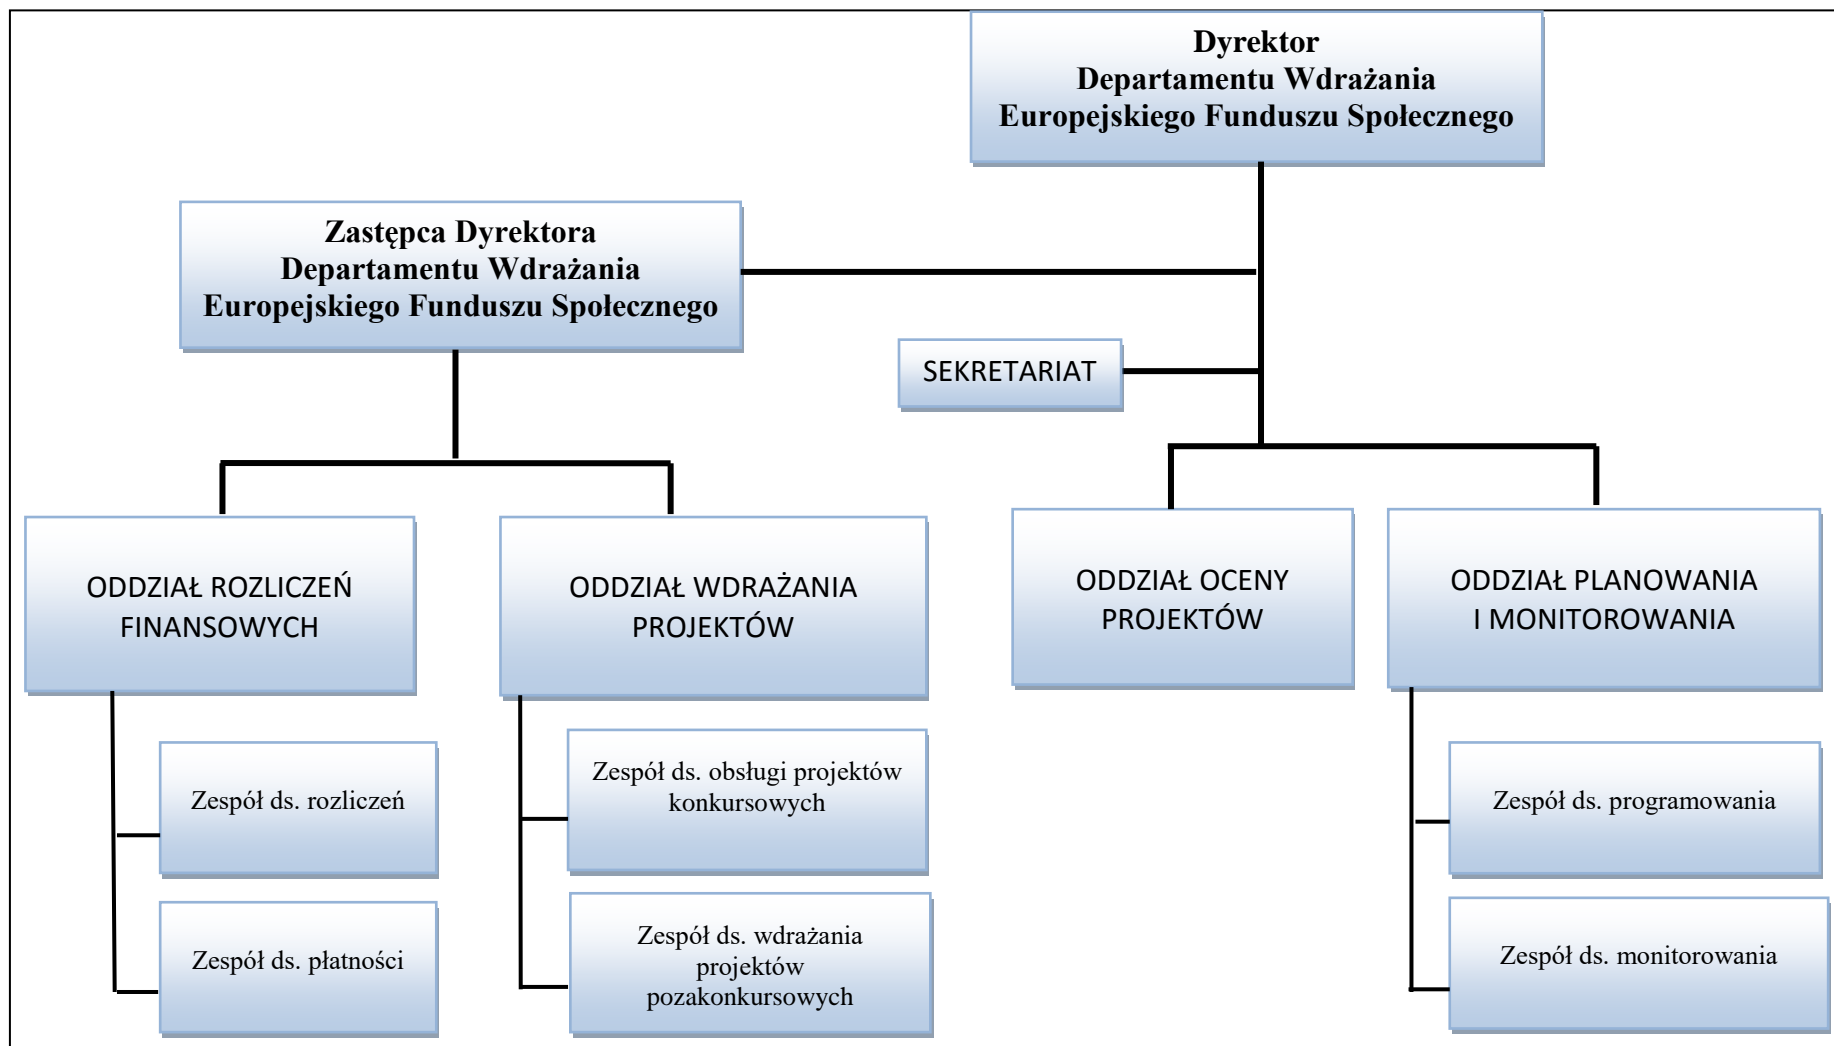 Dyrektor
Departamentu Wdrażania
Europejskiego Funduszu Społecznego
Zastępca Dyrektora
Departamentu Wdrażania
Europejskiego Funduszu Społecznego
SEKRETARIAT
ODDZIAŁ ROZLICZEŃ
FINANSOWYCH
ODDZIAŁ WDRAŻANIA
PROJEKTÓW
ODDZIAŁ OCENY
PROJEKTÓW
ODDZIAŁ PLANOWANIA
I MONITOROWANIA
Zespół ds. rozliczeń
Zespół ds. obsługi projektów
konkursowych
Zespół ds. programowania
Zespół ds. płatności
Zespół ds. wdrażania
projektów
pozakonkursowych
Zespół ds. monitorowania